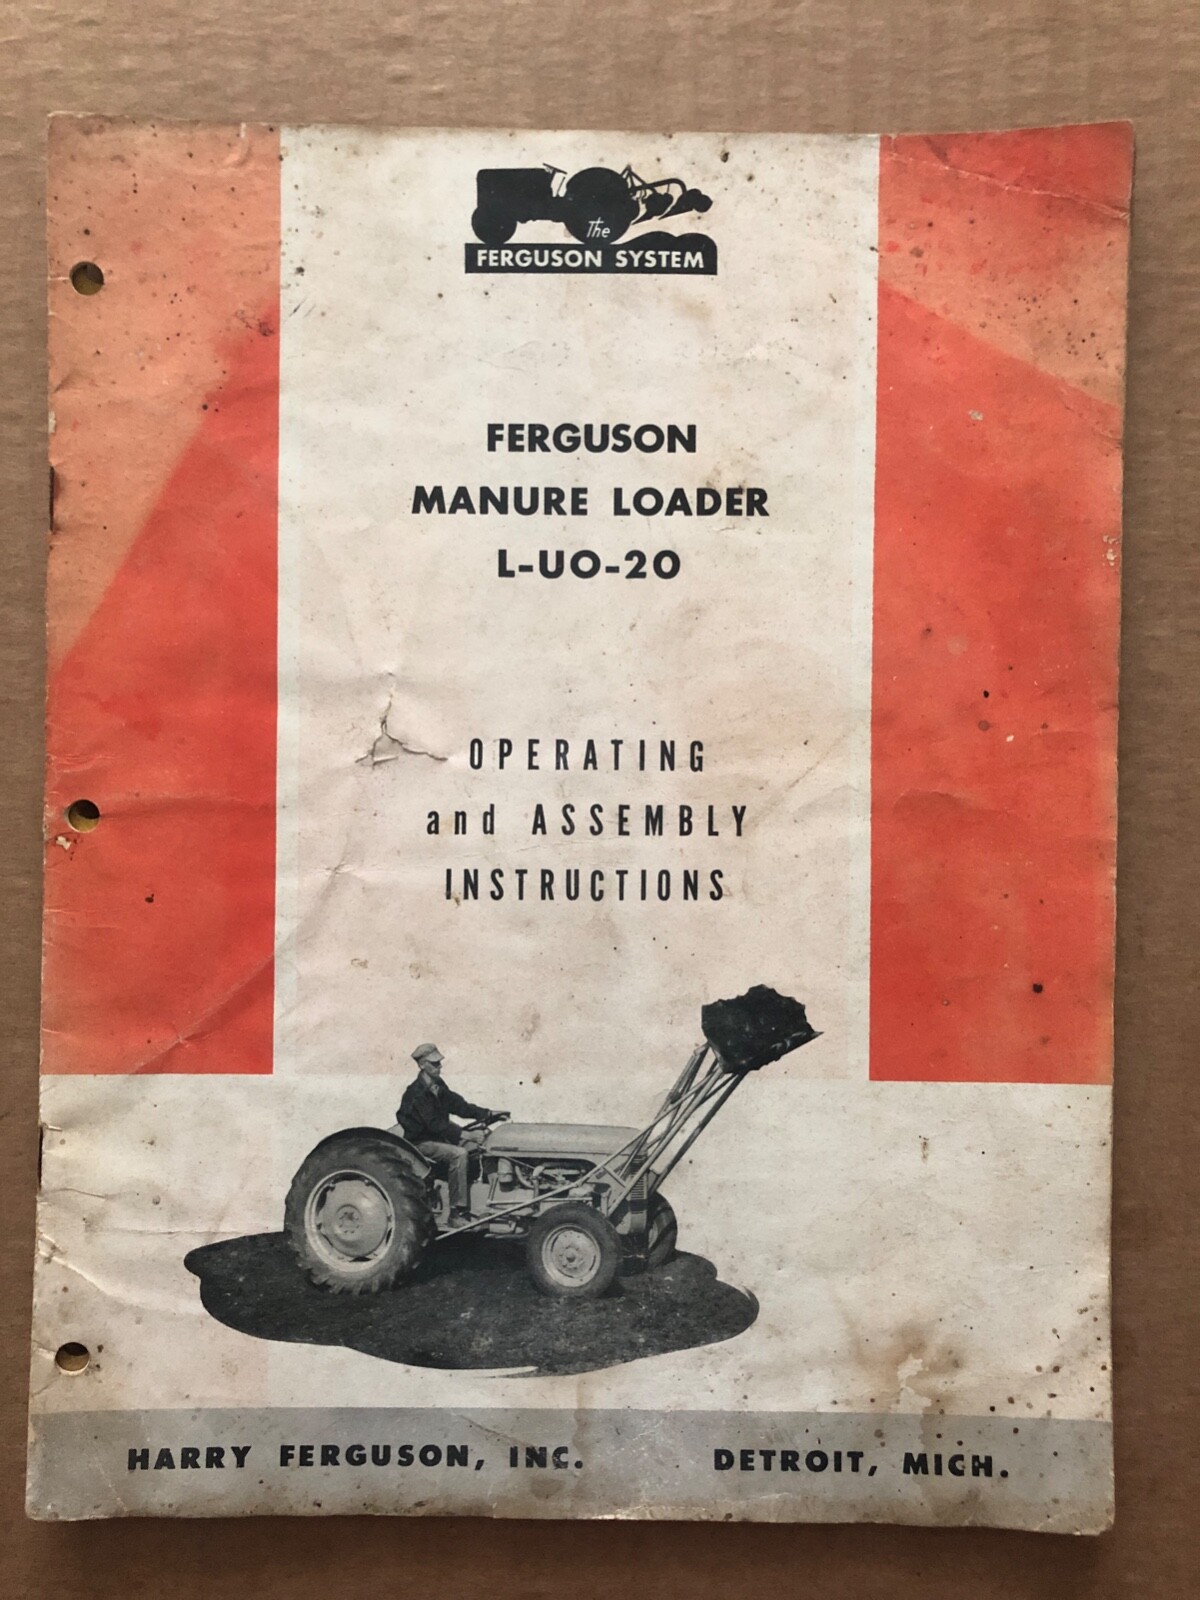 The
FERGUSON SYSTEM
FERGUSON
MANURE LOADER
L-UO-20
OPERATING
and ASSEMBLY
INSTRUCTIONS
HARRY FERGUSON, INC. DETROIT, MICH.